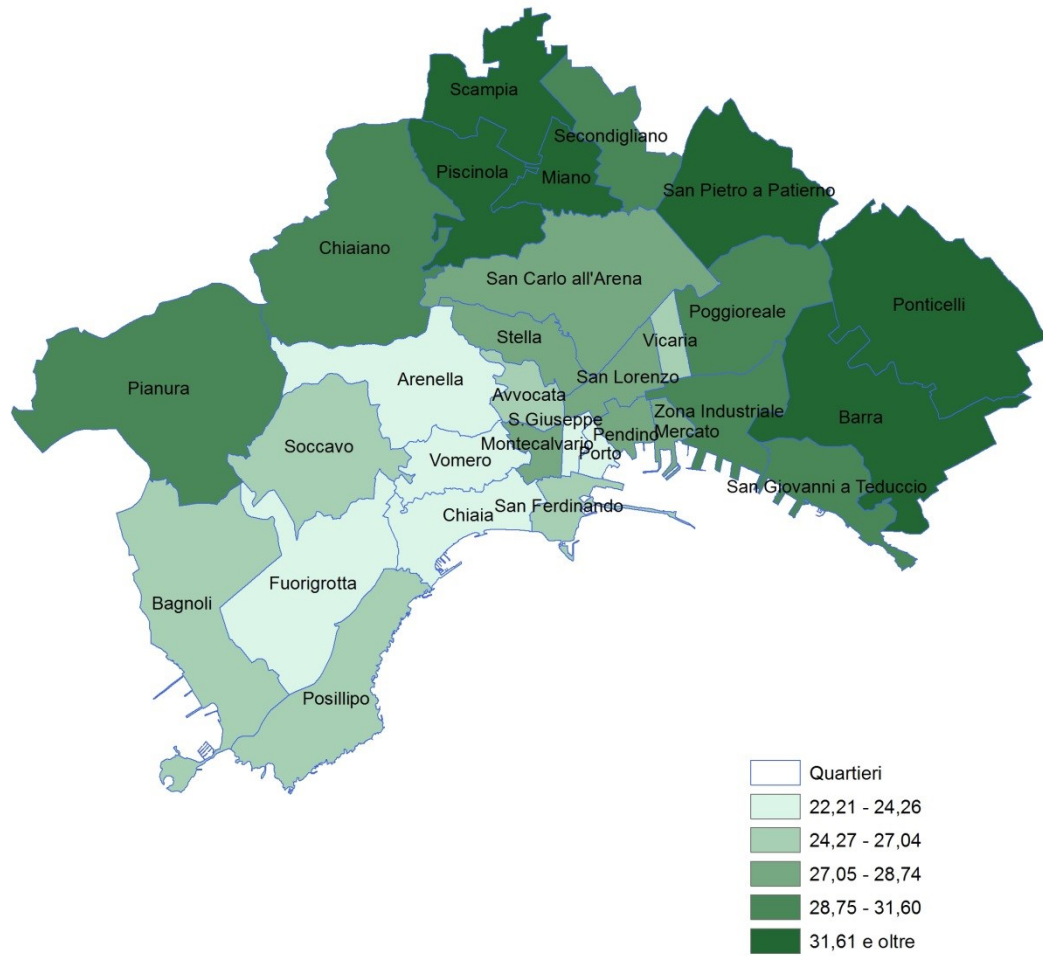 Scampia
Secondigliano
Piscinola
Miano
San Pietro a Patierno
Chiaiano
San Carlo all'Arena
Ponticelli
Poggioreale
Stella
Vicaria
Pianura
Arenella
San Lorenzo
Avvocata
Zona Industriale
Barra
S.Giuseppe
Pendino
Mercato
Soccavo
Montecalvario
Porto
Vomero
San Giovanni a Teduccio
San Ferdinando
Chiaia
Fuorigrotta
Bagnoli
Posillipo
Quartieri
22,21 - 24,26
24,27 - 27,04
27,05 - 28,74
28,75 - 31,60
31,61 e oltre